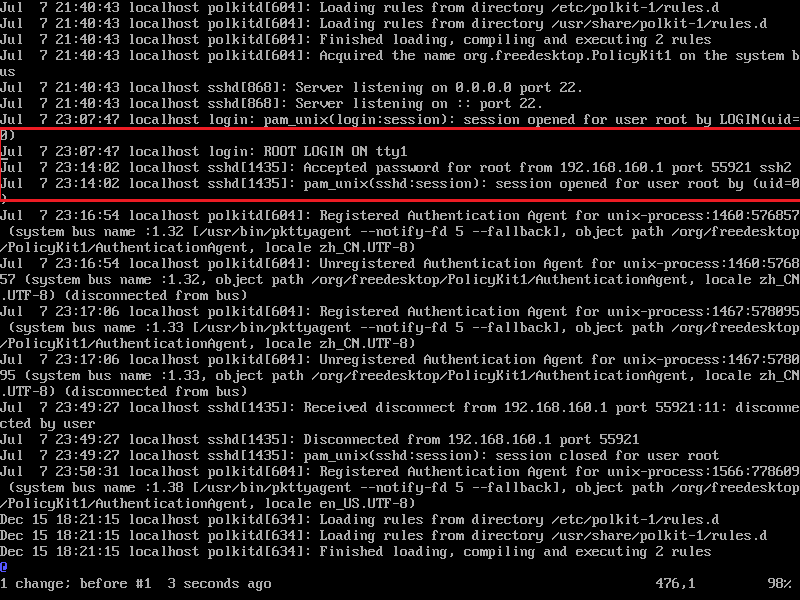 Jul  7 21:40:43 localhost polkitd[604]: Loading rules from directory /etc/polkit-1/rules.d
Jul  7 21:40:43 localhost polkitd[604]: Loading rules from directory /usr/share/polkit-1/rules.d
Jul  7 21:40:43 localhost polkitd[604]: Finished loading, compiling and executing 2 rules
Jul  7 21:40:43 localhost polkitd[604]: Acquired the name org.freedesktop.PolicyKit1 on the system b
us
Jul  7 21:40:43 localhost sshd[868]: Server listening on 0.0.0.0 port 22.
Jul  7 21:40:43 localhost sshd[868]: Server listening on :: port 22.
Jul  7 23:07:47 localhost login: pam_unix(login:session): session opened for user root by LOGIN(uid=
0)
Jul  7 23:07:47 localhost login: ROOT LOGIN ON tty1
Jul  7 23:14:02 localhost sshd[1435]: Accepted password for root from 192.168.160.1 port 55921 ssh2
Jul  7 23:14:02 localhost sshd[1435]: pam_unix(sshd:session): session opened for user root by (uid=0
)
Jul  7 23:16:54 localhost polkitd[604]: Registered Authentication Agent for unix-process:1460:576857
 (system bus name :1.32 [/usr/bin/pkttyagent --notify-fd 5 --fallback], object path /org/freedesktop
/PolicyKit1/AuthenticationAgent, locale zh_CN.UTF-8)
Jul  7 23:16:54 localhost polkitd[604]: Unregistered Authentication Agent for unix-process:1460:5768
57 (system bus name :1.32, object path /org/freedesktop/PolicyKit1/AuthenticationAgent, locale zh_CN
.UTF-8) (disconnected from bus)
Jul  7 23:17:06 localhost polkitd[604]: Registered Authentication Agent for unix-process:1467:578095
 (system bus name :1.33 [/usr/bin/pkttyagent --notify-fd 5 --fallback], object path /org/freedesktop
/PolicyKit1/AuthenticationAgent, locale zh_CN.UTF-8)
Jul  7 23:17:06 localhost polkitd[604]: Unregistered Authentication Agent for unix-process:1467:5780
95 (system bus name :1.33, object path /org/freedesktop/PolicyKit1/AuthenticationAgent, locale zh_CN
.UTF-8) (disconnected from bus)
Jul  7 23:49:27 localhost sshd[1435]: Received disconnect from 192.168.160.1 port 55921:11: disconne
cted by user
Jul  7 23:49:27 localhost sshd[1435]: Disconnected from 192.168.160.1 port 55921
Jul  7 23:49:27 localhost sshd[1435]: pam_unix(sshd:session): session closed for user root
Jul  7 23:50:31 localhost polkitd[604]: Registered Authentication Agent for unix-process:1566:778609
 (system bus name :1.38 [/usr/bin/pkttyagent --notify-fd 5 --fallback], object path /org/freedesktop
/PolicyKit1/AuthenticationAgent, locale en_US.UTF-8)
Dec 15 18:21:15 localhost polkitd[634]: Loading rules from directory /etc/polkit-1/rules.d
Dec 15 18:21:15 localhost polkitd[634]: Loading rules from directory /usr/share/polkit-1/rules.d
Dec 15 18:21:15 localhost polkitd[634]: Finished loading, compiling and executing 2 rules
@
1 change; before #1  3 seconds ago                                                476,1         98%